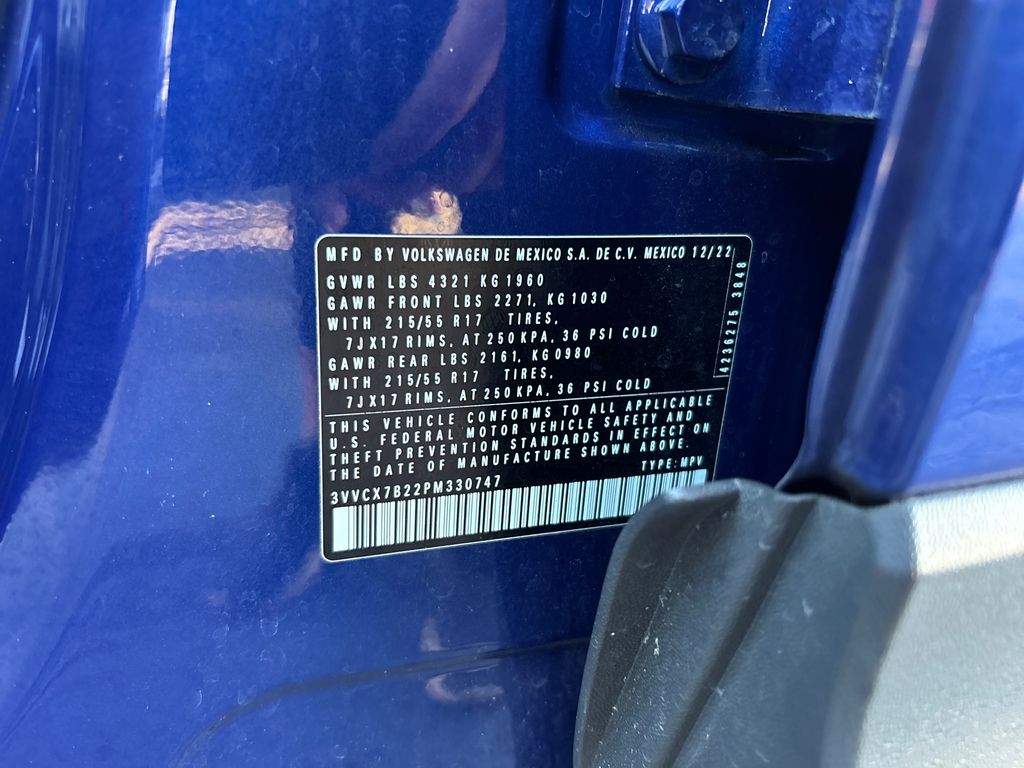 MFD BY VOLKSWAGEN DE MEXICO S.A. DE C.V. MEXICO 12/22
GVWR LBS 4321 KG 1960
GAWR FRONT LBS 2271, KG 1030
WITH 215/55 R17 TIRES,
7JX17 RIMS, AT 250 KPA, 36 PSI COLD
GAWR REAR LBS 2161, KG 0980
WITH 215/55 R17 TIRES,
7JX17 RIMS, AT 250 KPA, 36 PSI COLD
4236275 3848
THIS VEHICLE CONFORMS TO ALL APPLICABLE
U.S. FEDERAL MOTOR VEHICLE SAFETY AND
THEFT PREVENTION STANDARDS IN EFFECT ON
THE DATE OF MANUFACTURE SHOWN ABOVE.
TYPE: MPV
3VVCX7B22PM330747